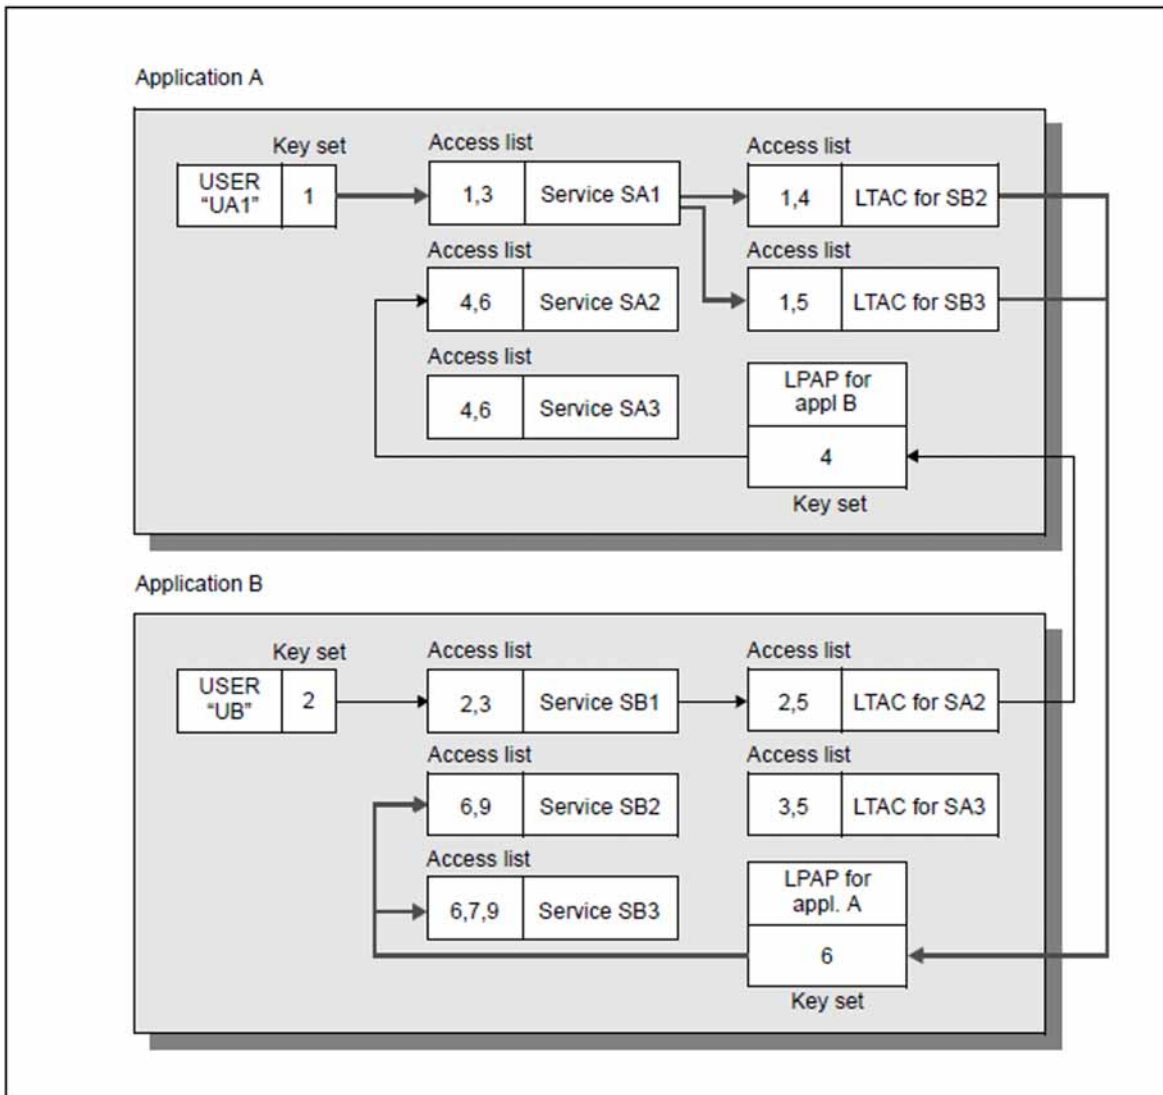 Application A
Key set
Access list
Access list
USER
“UA1”
1
1,3
Service SA1
1,4
LTAC for SB2
Access list
Access list
4,6
Service SA2
1,5
LTAC for SB3
Access list
4,6
Service SA3
LPAP for
appl B
4
Key set
Application B
Key set
Access list
Access list
USER
“UB”
2
2,3
Service SB1
2,5
LTAC for SA2
Access list
Access list
6,9
Service SB2
3,5
LTAC for SA3
Access list
6,7,9
Service SB3
LPAP for
appl. A
6
Key set